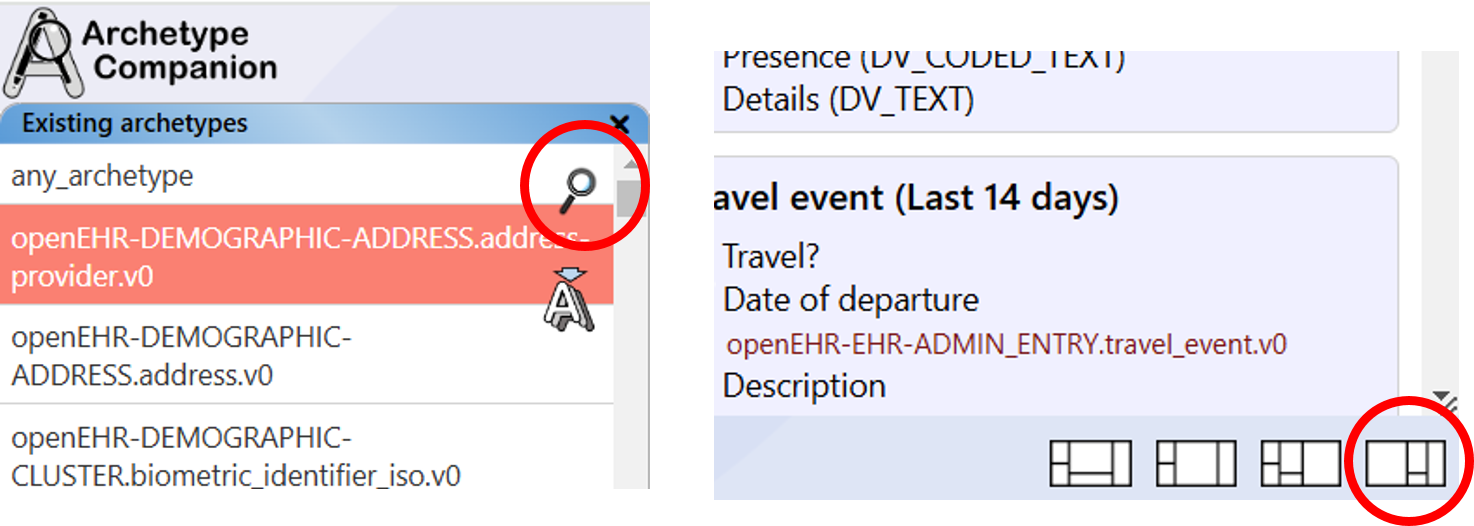 Archetype
Companion
Existing archetypes
any_archetype
openEHR-DEMOGRAPHIC-ADDRESS.address-
provider.v0
openEHR-DEMOGRAPHIC-
ADDRESS.address.v0
openEHR-DEMOGRAPHIC-
CLUSTER.biometric_identifier_iso.v0
Presence (DV_CODED_TEXT)
Details (DV_TEXT)
avel event (Last 14 days)
Travel?
Date of departure
openEHR-EHR-ADMIN_ENTRY.travel_event.v0
Description